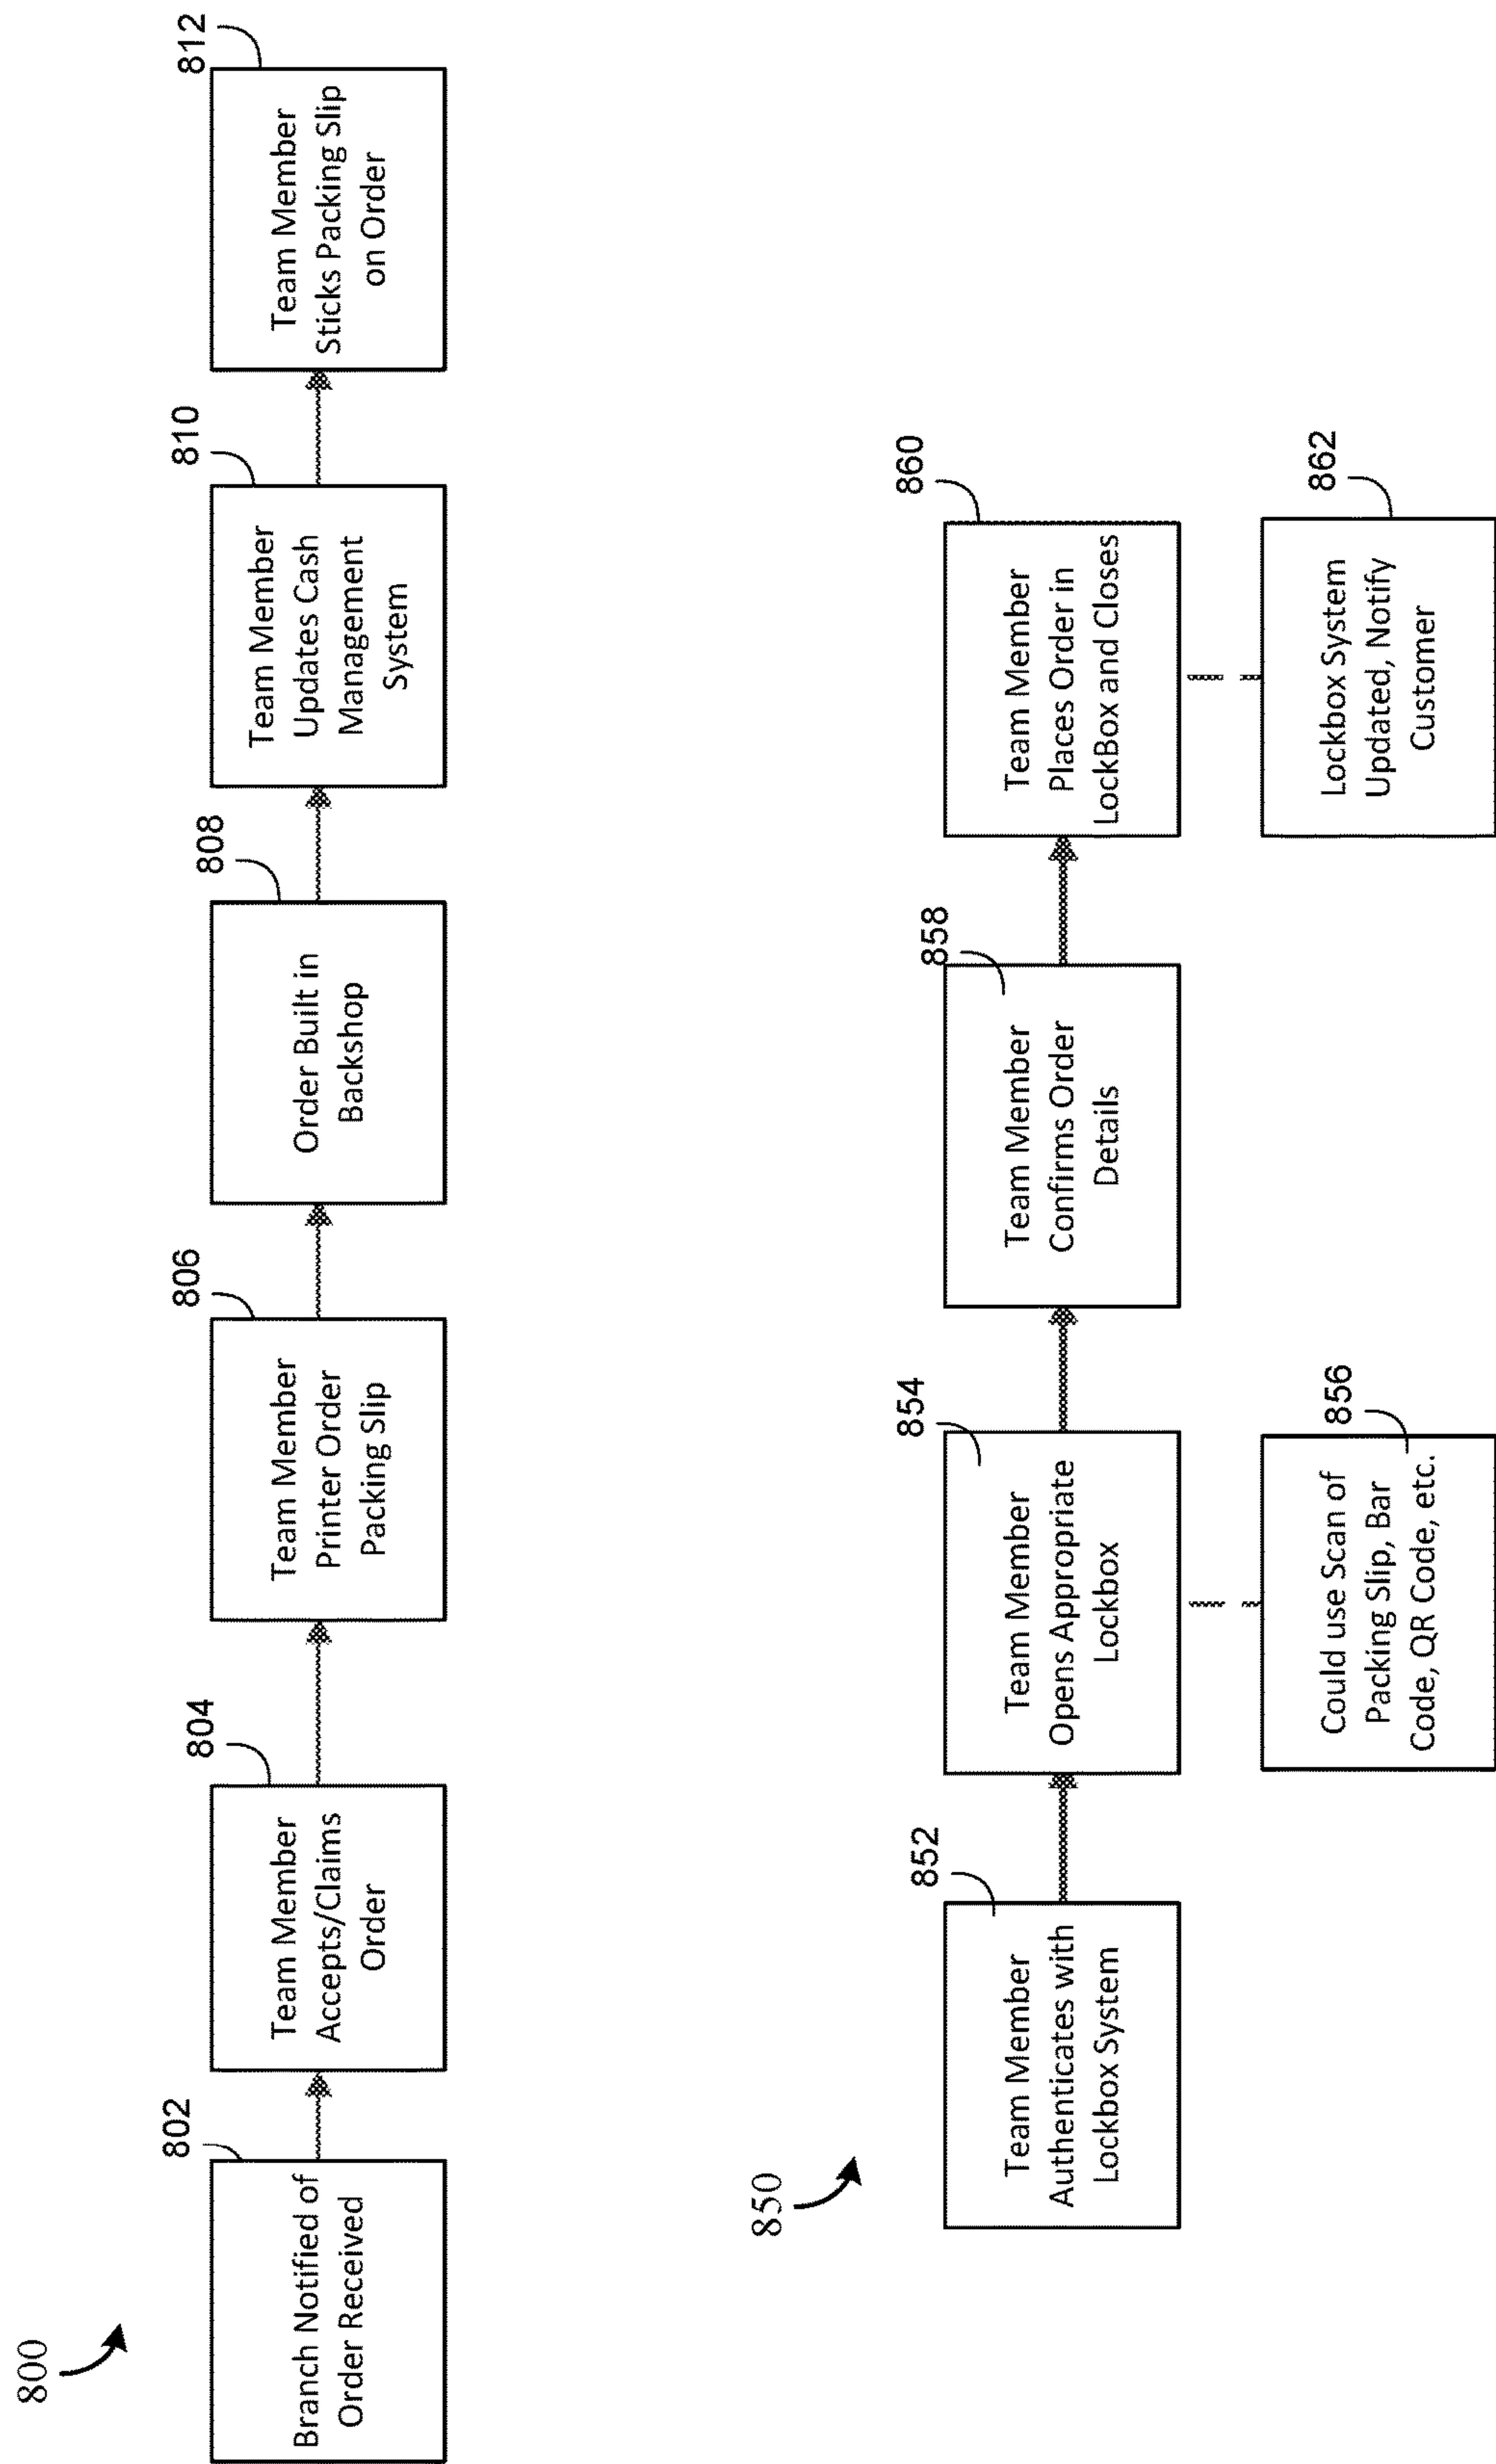 800
802
Branch Notified of
Order Received
804
Team Member
Accepts/Claims
Order
806
Team Member
Printer Order
Packing Slip
808
Order Built in
Backshop
810
Team Member
Updates Cash
Management
System
812
Team Member
Sticks Packing Slip
on Order
850
852
Team Member
Authenticates with
Lockbox System
854
Team Member
Opens Appropriate
Lockbox
856
Could use Scan of
Packing Slip, Bar
Code, QR Code, etc.
858
Team Member
Confirms Order
Details
860
Team Member
Places Order in
LockBox and Closes
862
Lockbox System
Updated, Notify
Customer